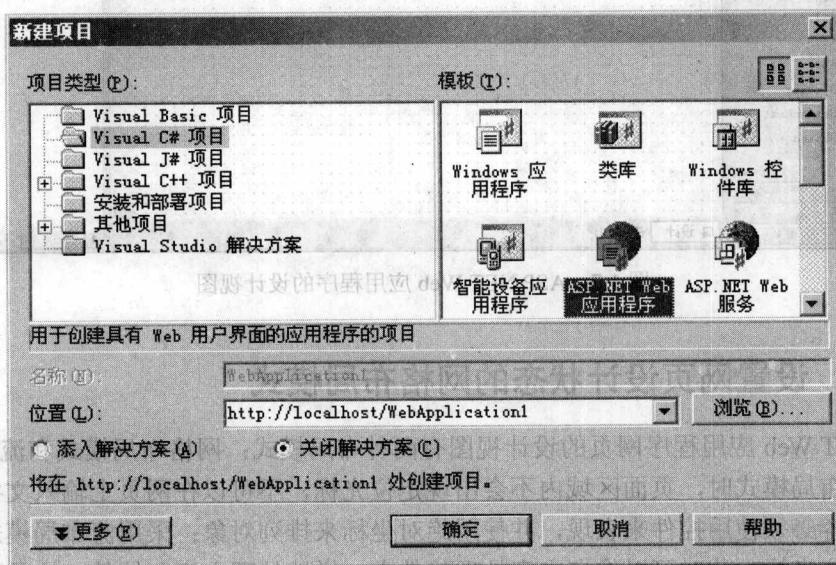 新建项目
项目类型(P):
模板(T):
Visual Basic 项目
Visual C# 项目
Visual J# 项目
Visual C++ 项目
安装和部署项目
其他项目
Visual Studio 解决方案
Windows 应用程序
类库
Windows 控件库
智能设备应用程序
ASP.NET Web 应用程序
ASP.NET Web 服务
用于创建具有 Web 用户界面的应用程序的项目
名称(N):
WebApplication1
位置(L):
http://localhost/WebApplication1
浏览(B)...
添入解决方案(A)
关闭解决方案(C)
将在 http://localhost/WebApplication1 处创建项目。
更多(E)
确定
取消
帮助